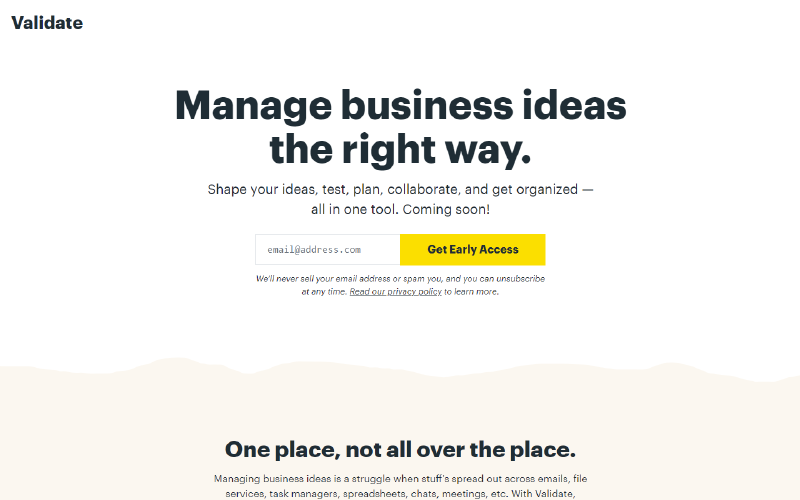 Validate
Manage business ideas
the right way.
Shape your ideas, test, plan, collaborate, and get organized —
all in one tool. Coming soon!
email@address.com
Get Early Access
We'll never sell your email address or spam you, and you can unsubscribe
at any time. Read our privacy policy to learn more.
One place, not all over the place.
Managing business ideas is a struggle when stuff's spread out across emails, file
services, task managers, spreadsheets, chats, meetings, etc. With Validate,